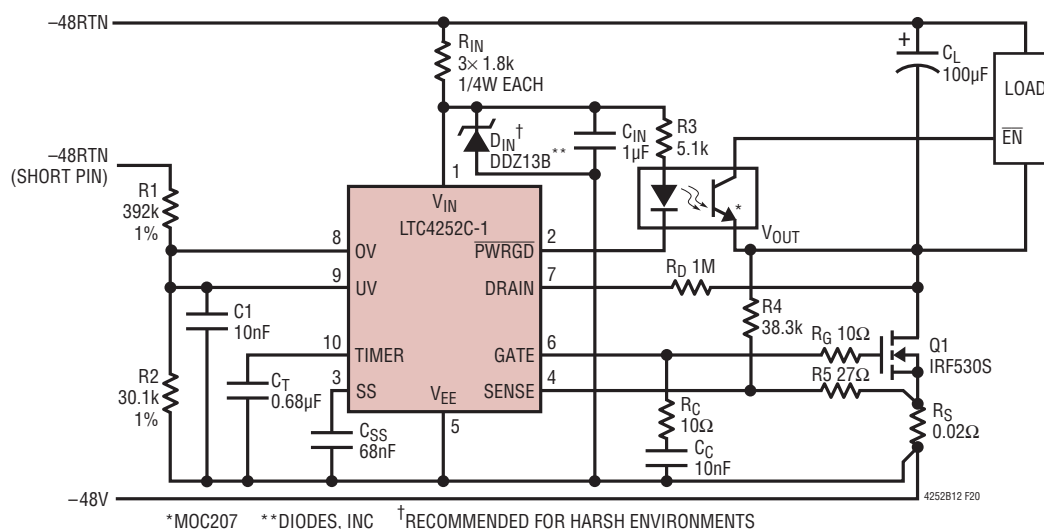 –48RTN
R_IN
3× 1.8k
1/4W EACH
+
C_L
100µF
LOAD
EN̅
–48RTN
(SHORT PIN)
D_IN†
DDZ13B**
C_IN
1µF
R3
5.1k
*
V_OUT
R1
392k
1%
1
V_IN
LTC4252C-1
8
OV
P̅W̅R̅G̅D̅
2
9
UV
DRAIN
7
R_D 1M
R4
38.3k
C1
10nF
10
TIMER
GATE
6
R_G 10Ω
Q1
IRF530S
R2
30.1k
1%
C_T
0.68µF
3
SS
V_EE
SENSE
4
R5 27Ω
5
R_C
10Ω
R_S
0.02Ω
C_SS
68nF
C_C
10nF
–48V
4252B12 F20
*MOC207 **DIODES, INC †RECOMMENDED FOR HARSH ENVIRONMENTS